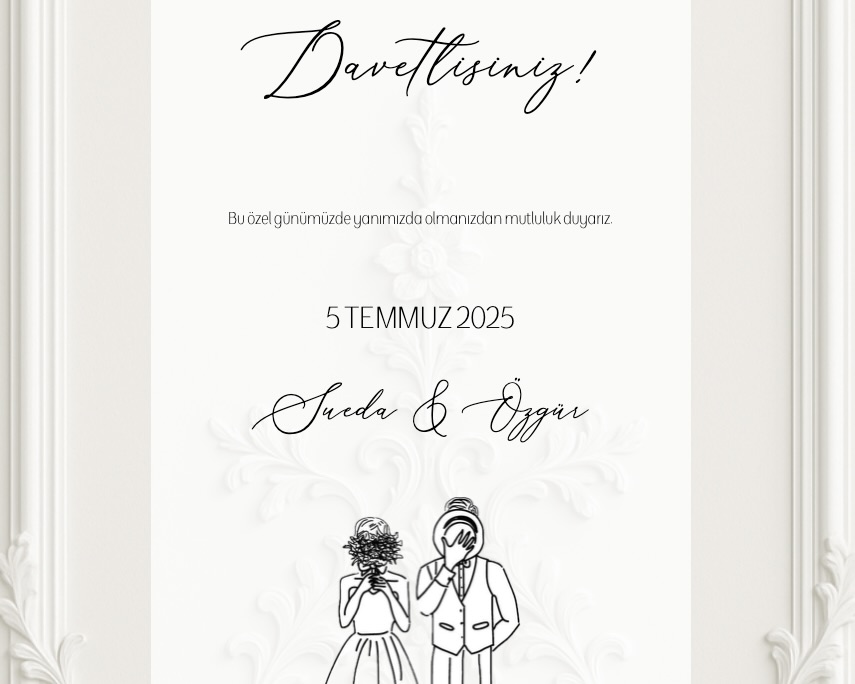 Davetlisiniz!
Bu özel günümüzde yanımızda olmanızdan mutluluk duyarız.
5 TEMMUZ 2025
Sueda & Özgür